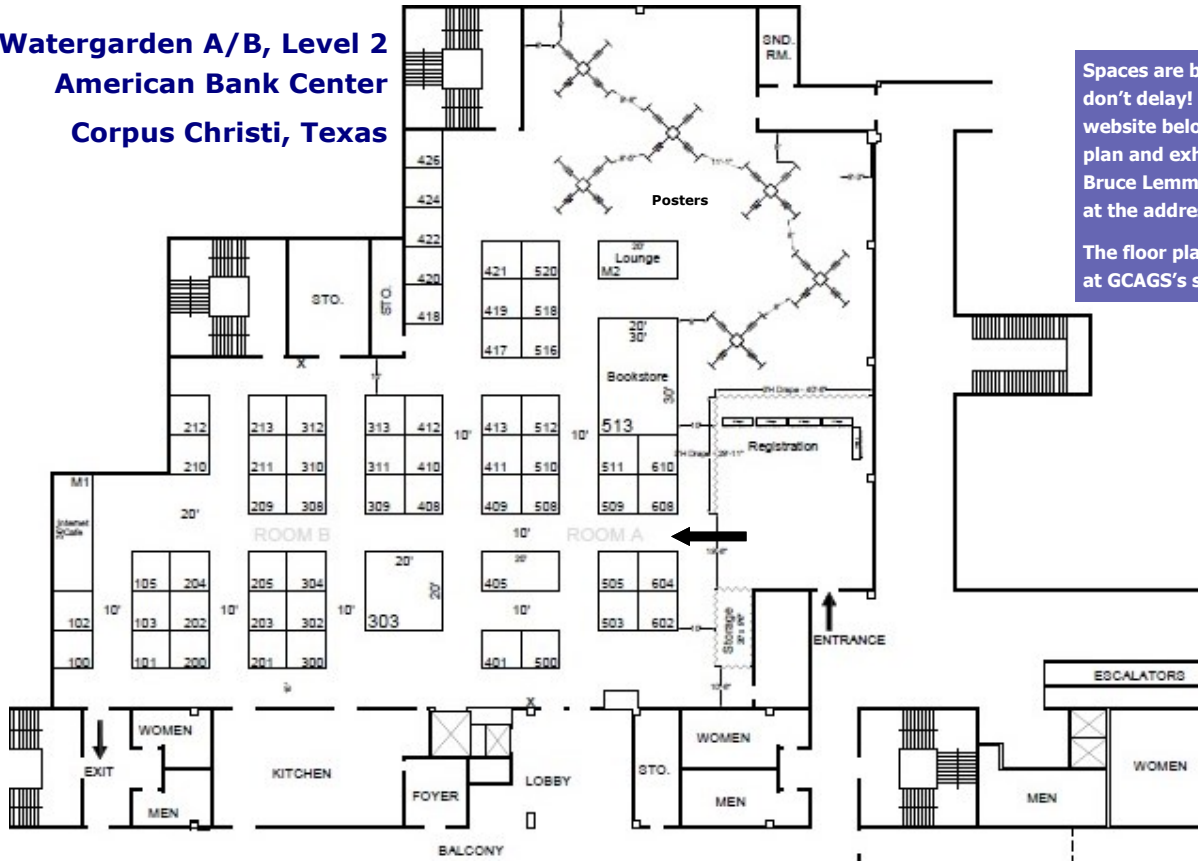 Watergarden A/B, Level 2
American Bank Center
Corpus Christi, Texas
Spaces are b
don't delay!
website belo
plan and exh
Bruce Lemm
at the addre
The floor pla
at GCAGS's s
SND.
RM.
Posters
426
424
422
420
418
STO.
STO.
X
421 520
419 518
417 516
20'
Lounge
M2
20'
30'
Bookstore
30'
513
Registration
212
210
213 312
211 310
209 308
313 412
311 410
309 408
10'
413 512
411 510
409 508
10'
511 610
509 608
M1
Internet
Cafe
20'
ROOM B
10'
ROOM A
102
100
10'
105 204
103 202
101 200
10'
205 304
203 302
201 300
10'
20'
20'
303
20'
405
10'
401 500
505 604
503 602
Storage
ENTRANCE
ESCALATORS
X
EXIT
WOMEN
MEN
KITCHEN
FOYER
LOBBY
BALCONY
STO.
WOMEN
MEN
MEN
WOMEN